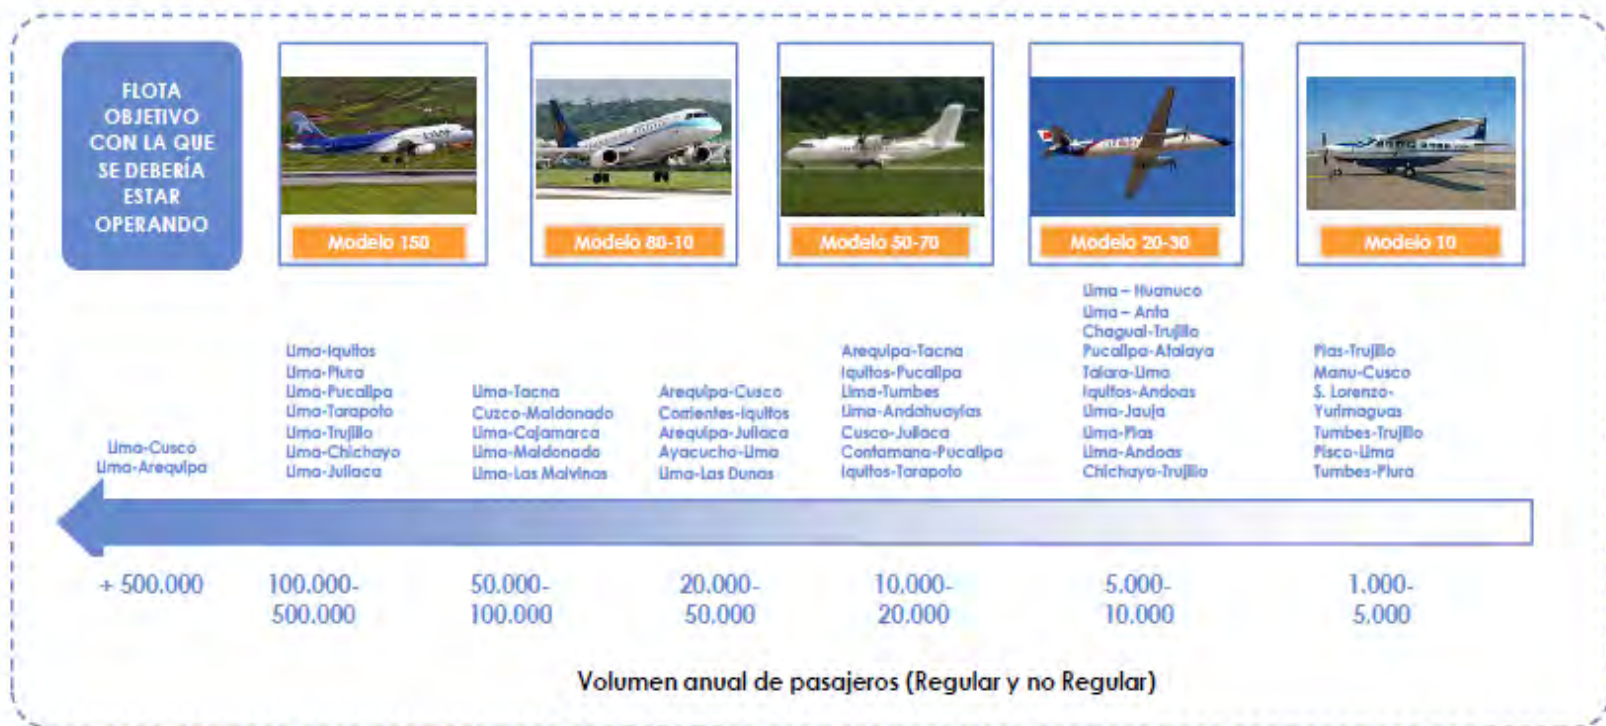 FLOTA
OBJETIVO
CON LA QUE
SE DEBERÍA
ESTAR
OPERANDO
Modelo 150
Modelo 80-10
Modelo 50-70
Modelo 20-30
Modelo 10
Lima-Cusco
Lima-Arequipa
Lima-Iquitos
Lima-Piura
Lima-Pucallpa
Lima-Tarapoto
Lima-Trujillo
Lima-Chichayo
Lima-Juliaca
Lima-Tacna
Cuzco-Maldonado
Lima-Cajamarca
Lima-Maldonado
Lima-Las Malvinas
Arequipa-Cusco
Corrientes-Iquitos
Arequipa-Juliaca
Ayacucho-Lima
Lima-Las Dunas
Arequipa-Tacna
Iquitos-Pucallpa
Lima-Tumbes
Lima-Andahuaylas
Cusco-Juliaca
Contamana-Pucallpa
Iquitos-Tarapoto
Lima – Huanuco
Lima – Anta
Chagual-Trujillo
Pucallpa-Atalaya
Talara-Lima
Iquitos-Andoas
Lima-Jauja
Lima-Pias
Lima-Andoas
Chichayo-Trujillo
Pias-Trujillo
Manu-Cusco
S. Lorenzo-
Yurimaguas
Tumbes-Trujillo
Pisco-Lima
Tumbes-Piura
+ 500.000
100.000-
500.000
50.000-
100.000
20.000-
50.000
10.000-
20.000
5.000-
10.000
1.000-
5.000
Volumen anual de pasajeros (Regular y no Regular)